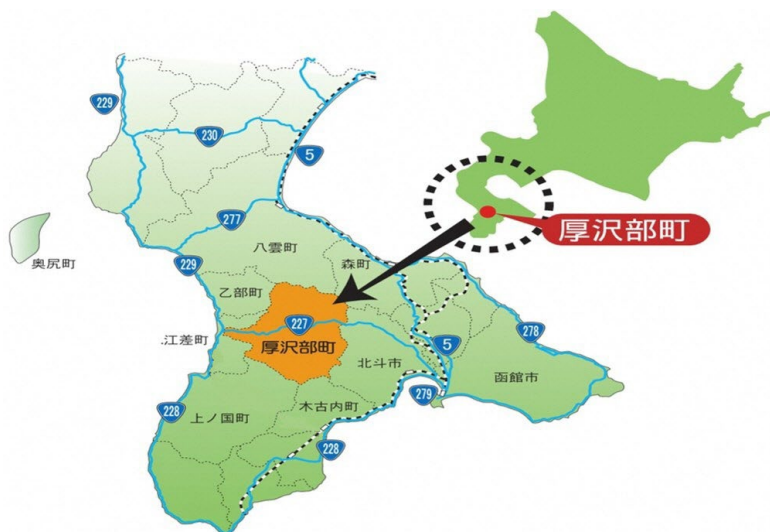 229
230
5
277
厚沢部町
八雲町
森町
奥尻町
229
乙部町
227
278
.江差町
厚沢部町
5
北斗市
函館市
279
228
上ノ国町
木古内町
228